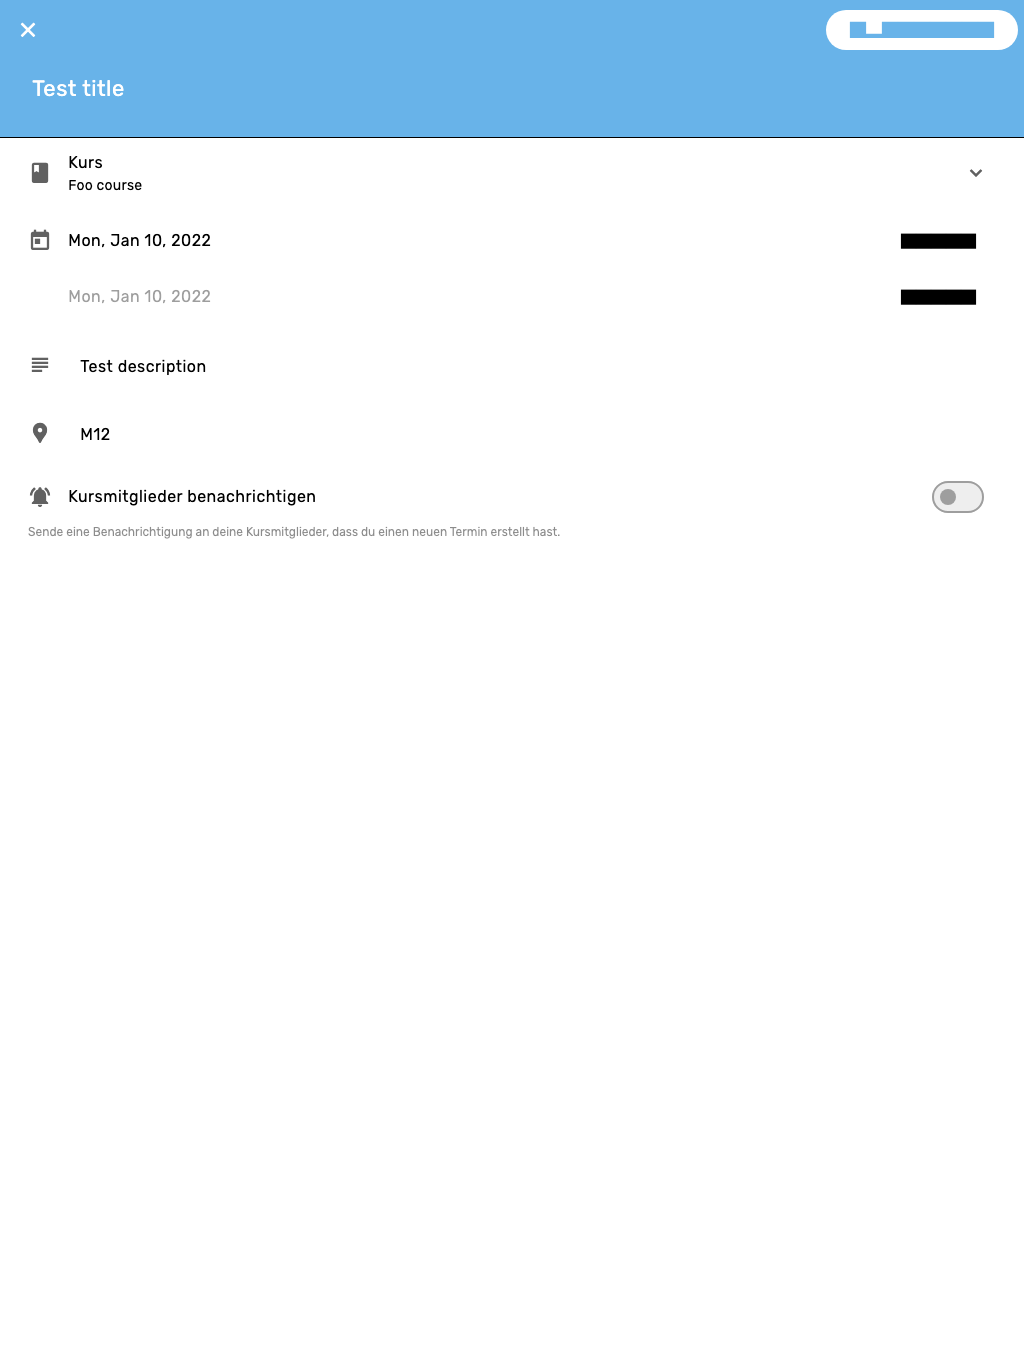 Test title
Kurs
Foo course
Mon, Jan 10, 2022
Mon, Jan 10, 2022
Test description
M12
Kursmitglieder benachrichtigen
Sende eine Benachrichtigung an deine Kursmitglieder, dass du einen neuen Termin erstellt hast.